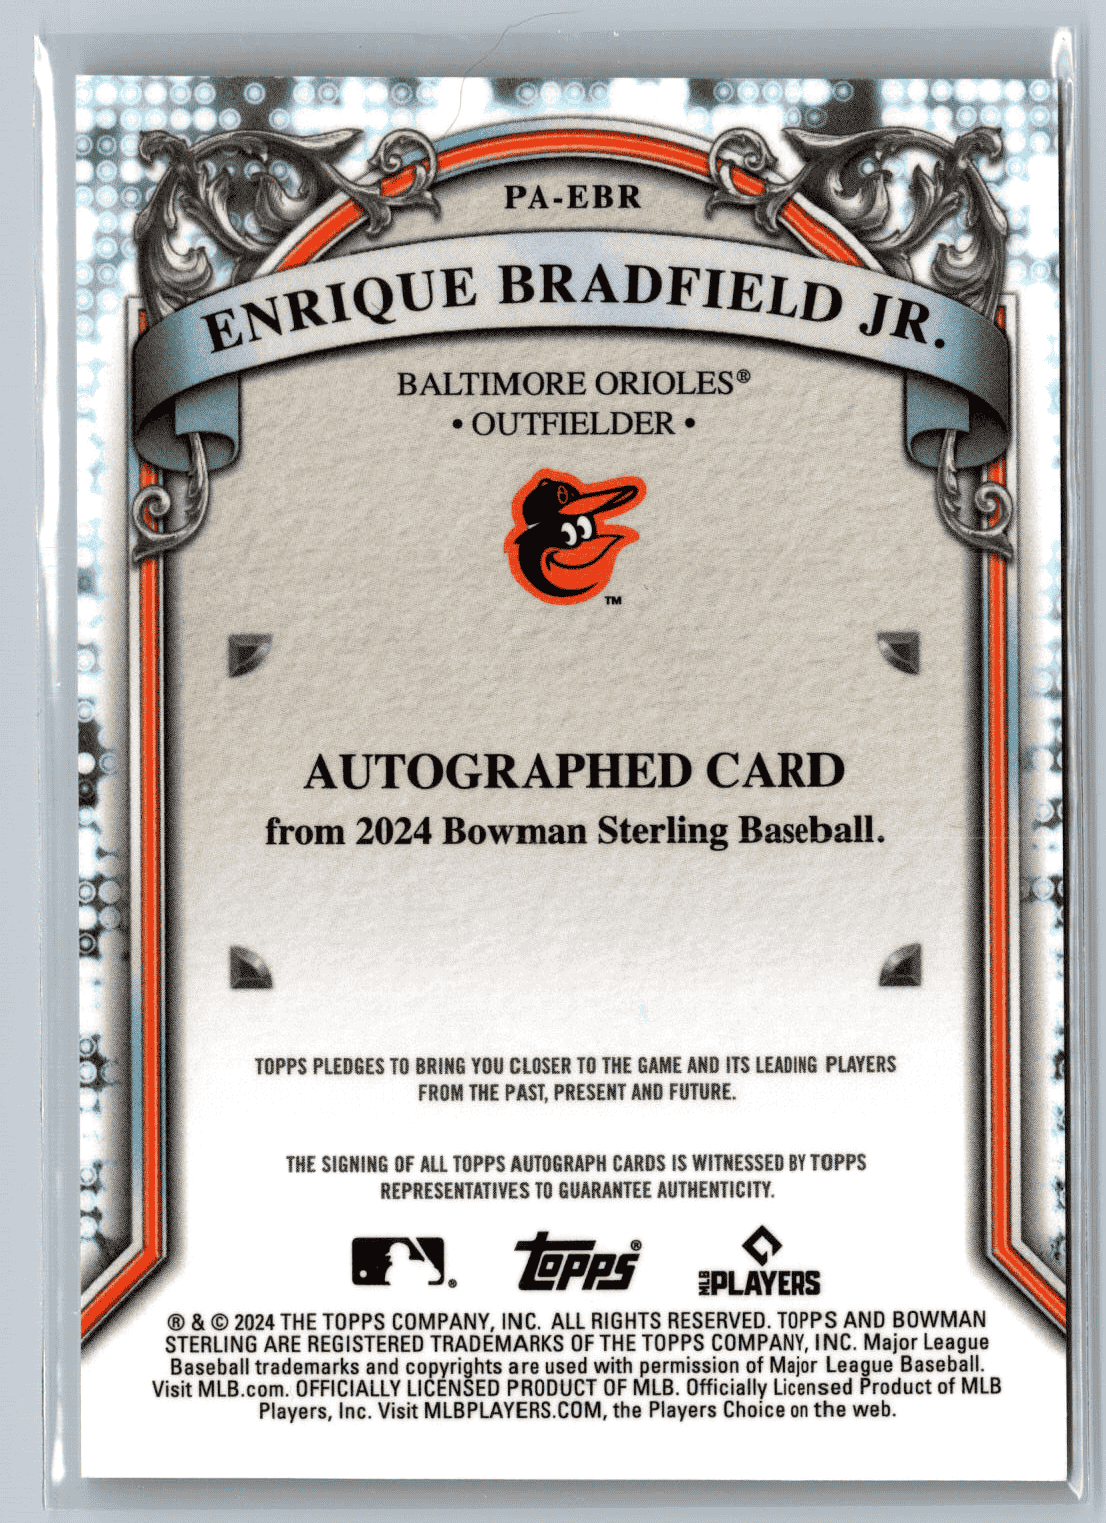 PA-EBR
ENRIQUE BRADFIELD JR.
BALTIMORE ORIOLES®
• OUTFIELDER •
TM
AUTOGRAPHED CARD
from 2024 Bowman Sterling Baseball.
TOPPS PLEDGES TO BRING YOU CLOSER TO THE GAME AND ITS LEADING PLAYERS
FROM THE PAST, PRESENT AND FUTURE.
THE SIGNING OF ALL TOPPS AUTOGRAPH CARDS IS WITNESSED BY TOPPS
REPRESENTATIVES TO GUARANTEE AUTHENTICITY.
® TOPPS® MLB PLAYERS
® & © 2024 THE TOPPS COMPANY, INC. ALL RIGHTS RESERVED. TOPPS AND BOWMAN
STERLING ARE REGISTERED TRADEMARKS OF THE TOPPS COMPANY, INC. Major League
Baseball trademarks and copyrights are used with permission of Major League Baseball.
Visit MLB.com. OFFICIALLY LICENSED PRODUCT OF MLB. Officially Licensed Product of MLB
Players, Inc. Visit MLBPLAYERS.COM, the Players Choice on the web.